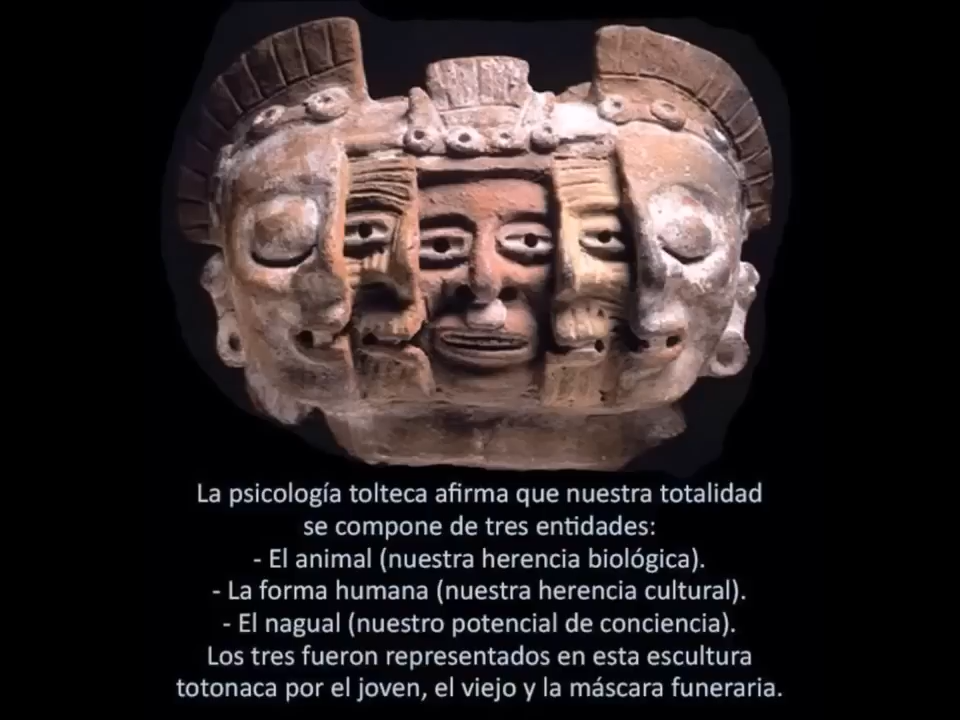 La psicología tolteca afirma que nuestra totalidad
se compone de tres entidades:
- El animal (nuestra herencia biológica).
- La forma humana (nuestra herencia cultural).
- El nagual (nuestro potencial de conciencia).
Los tres fueron representados en esta escultura
totonaca por el joven, el viejo y la máscara funeraria.